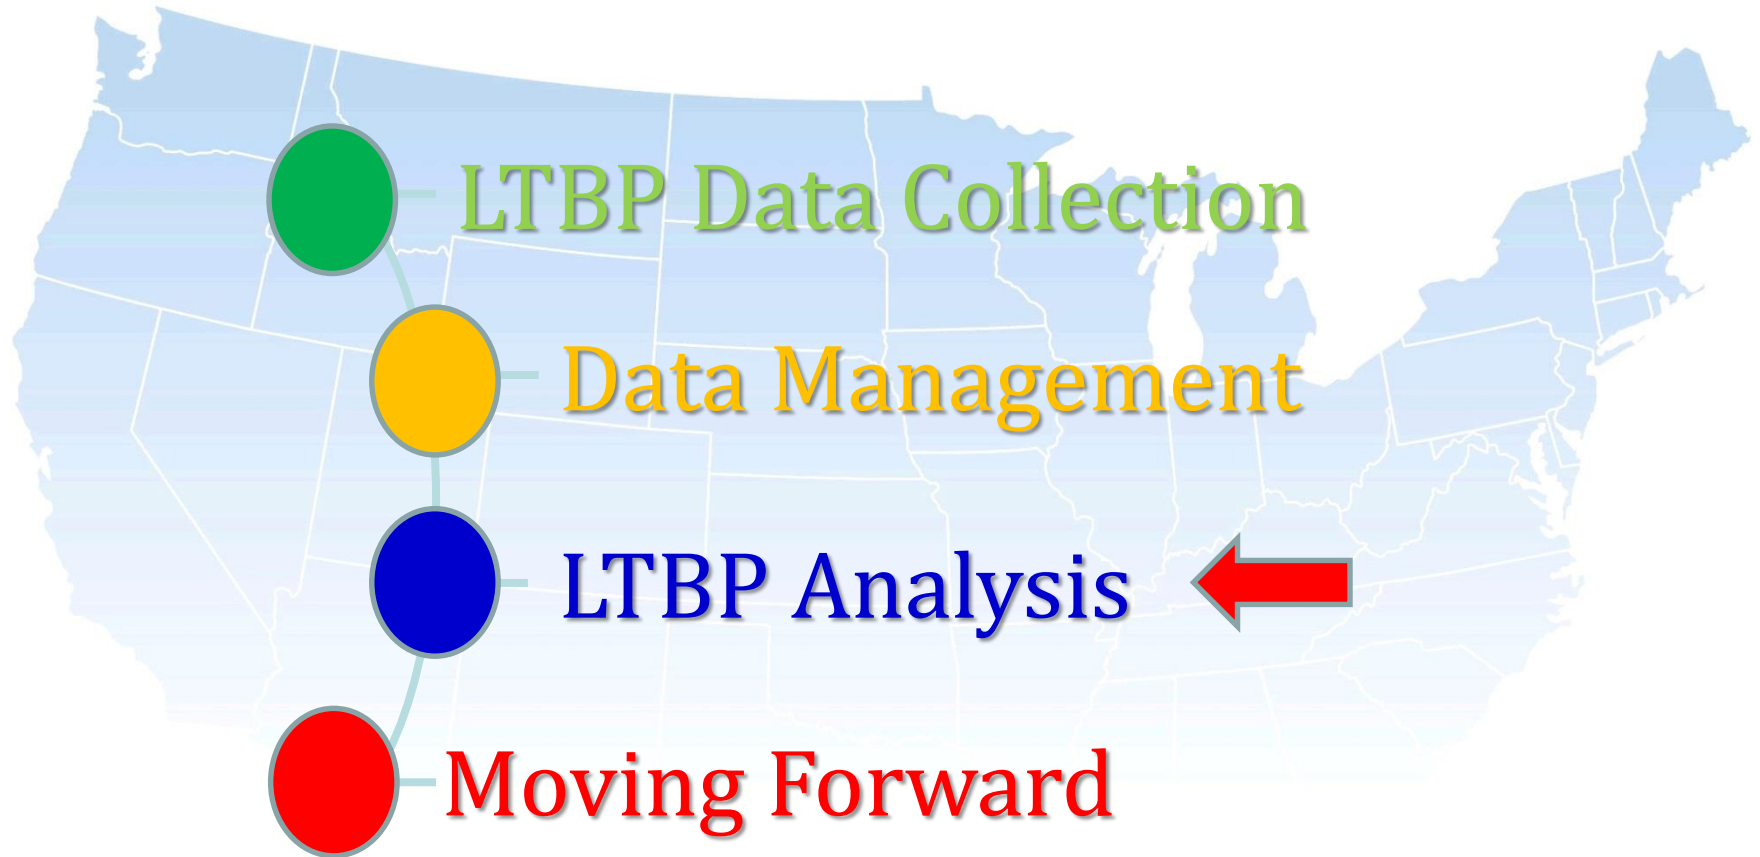 LTBP Data Collection
Data Management
LTBP Analysis
Moving Forward